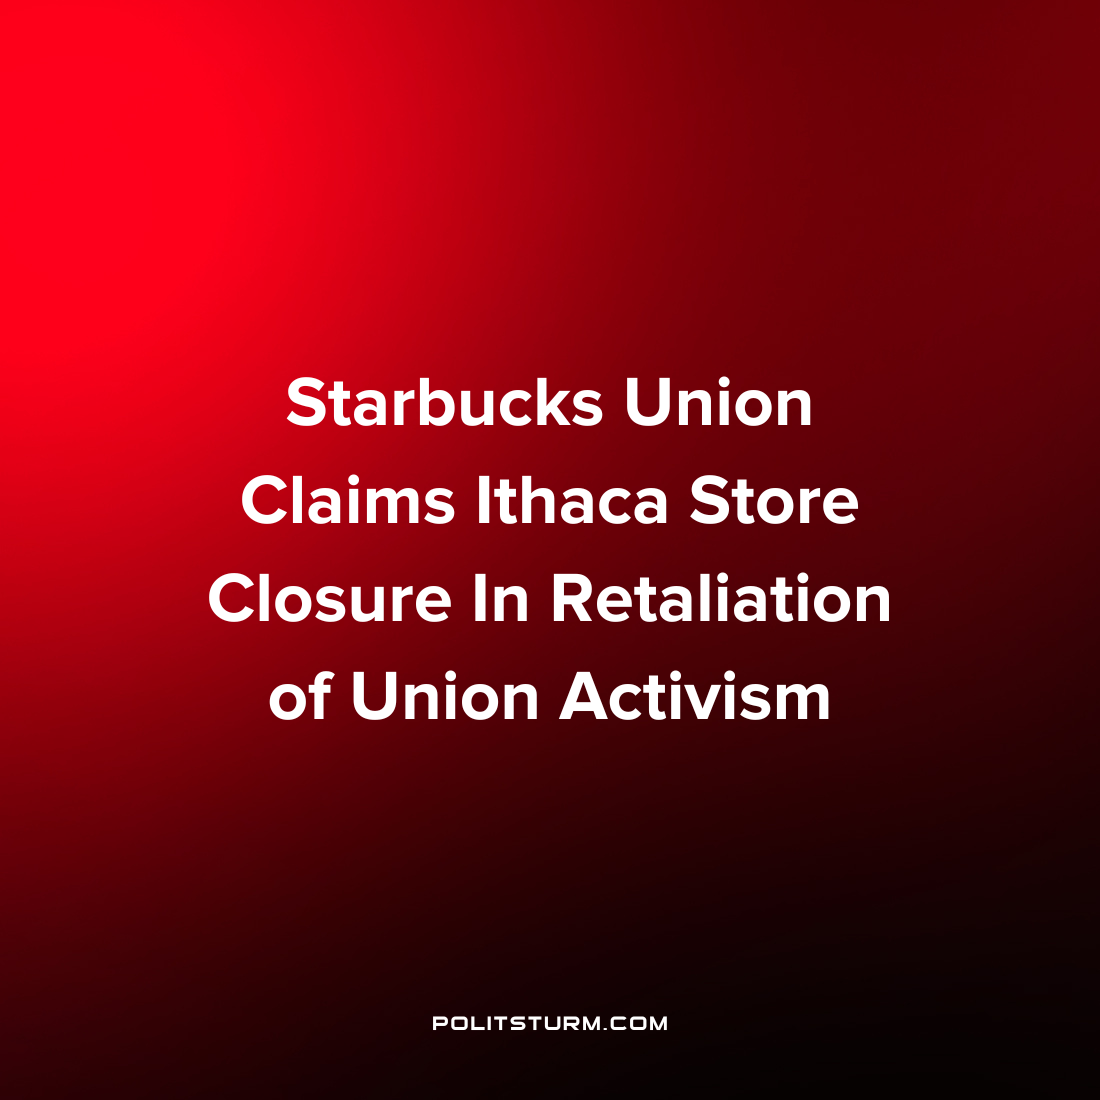 Starbucks Union
Claims Ithaca Store
Closure In Retaliation
of Union Activism
POLITSTURM.COM